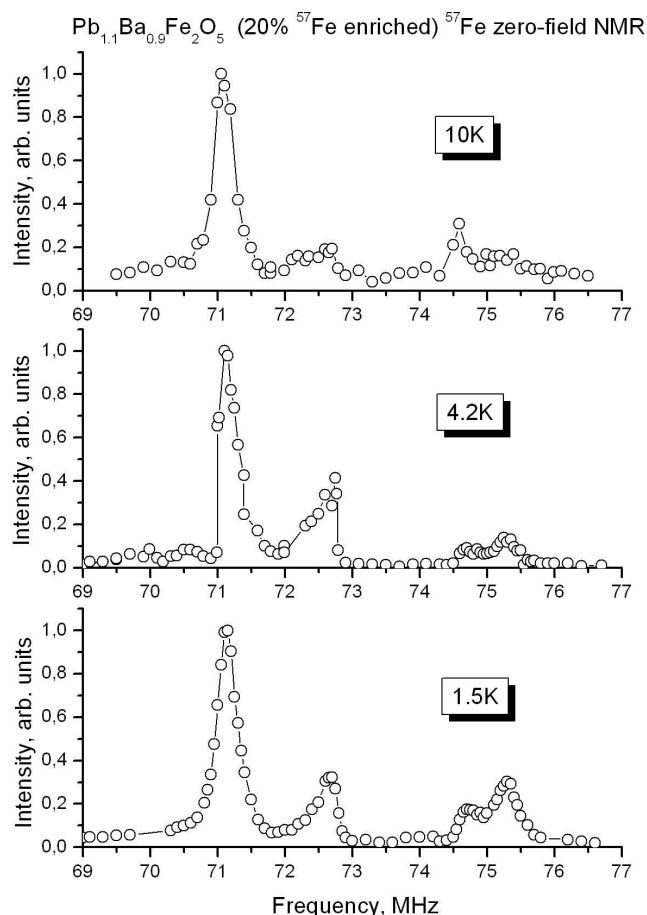 Pb₁.₁Ba₀.₉Fe₂O₅ (20% ⁵⁷Fe enriched) ⁵⁷Fe zero-field NMR
Intensity, arb. units
1,0
0,8
0,6
0,4
0,2
0,0
10K
69 70 71 72 73 74 75 76 77
Intensity, arb. units
1,0
0,8
0,6
0,4
0,2
0,0
4.2K
69 70 71 72 73 74 75 76 77
Intensity, arb. units
1,0
0,8
0,6
0,4
0,2
0,0
1.5K
69 70 71 72 73 74 75 76 77
Frequency, MHz